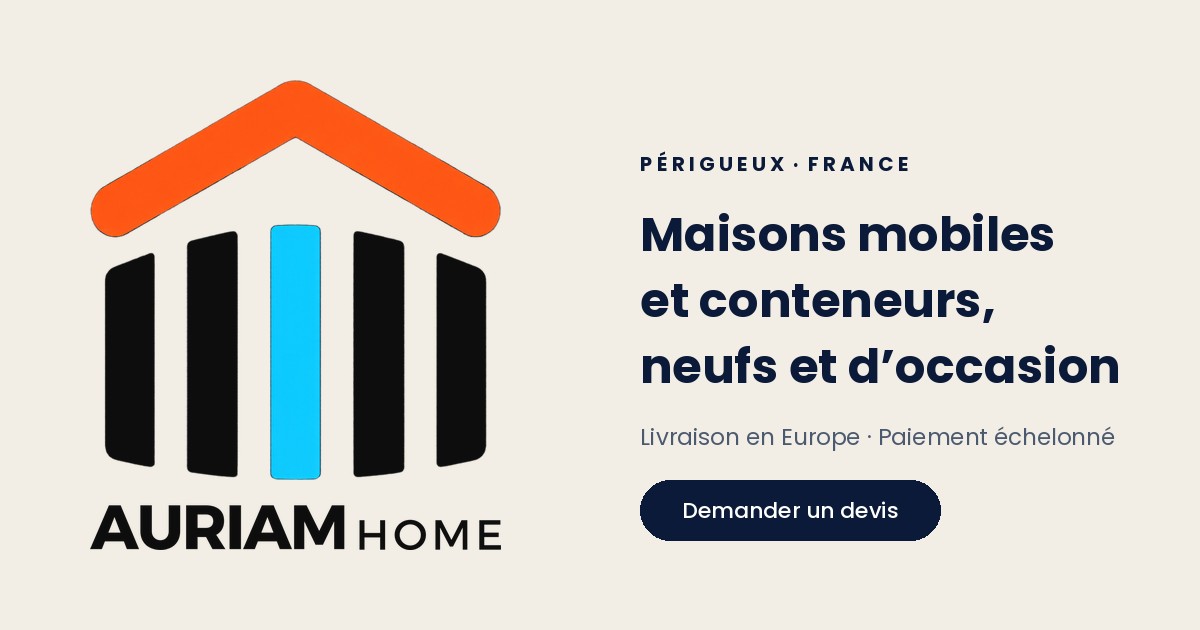 AURIAM HOME
PÉRIGUEUX · FRANCE
Maisons mobiles
et conteneurs,
neufs et d’occasion
Livraison en Europe · Paiement échelonné
Demander un devis